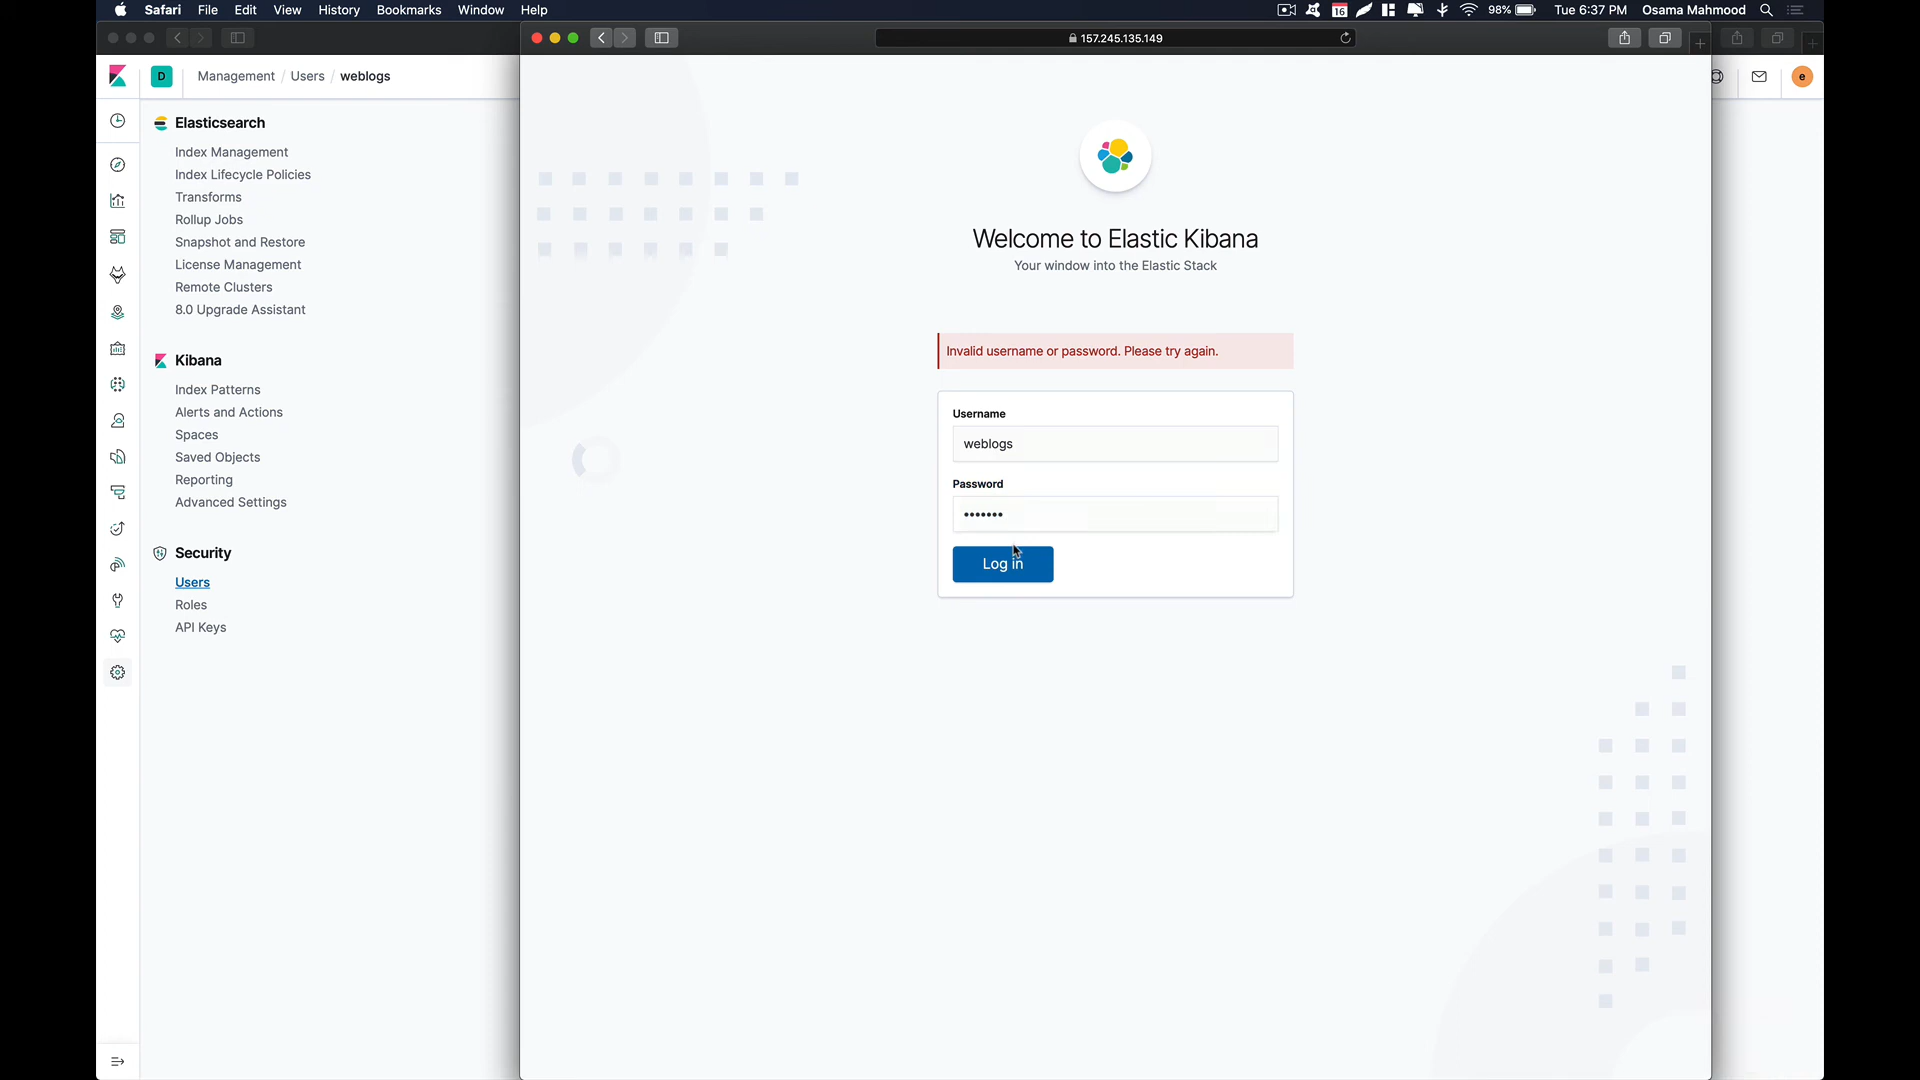 Safari File Edit View History Bookmarks Window Help
16 98% Tue 6:37 PM Osama Mahmood
157.245.135.149
D Management / Users / weblogs
e
Elasticsearch
Index Management
Index Lifecycle Policies
Transforms
Rollup Jobs
Snapshot and Restore
License Management
Remote Clusters
8.0 Upgrade Assistant
Kibana
Index Patterns
Alerts and Actions
Spaces
Saved Objects
Reporting
Advanced Settings
Security
Users
Roles
API Keys
Welcome to Elastic Kibana
Your window into the Elastic Stack
Invalid username or password. Please try again.
Username
weblogs
Password
•••••••
Log in